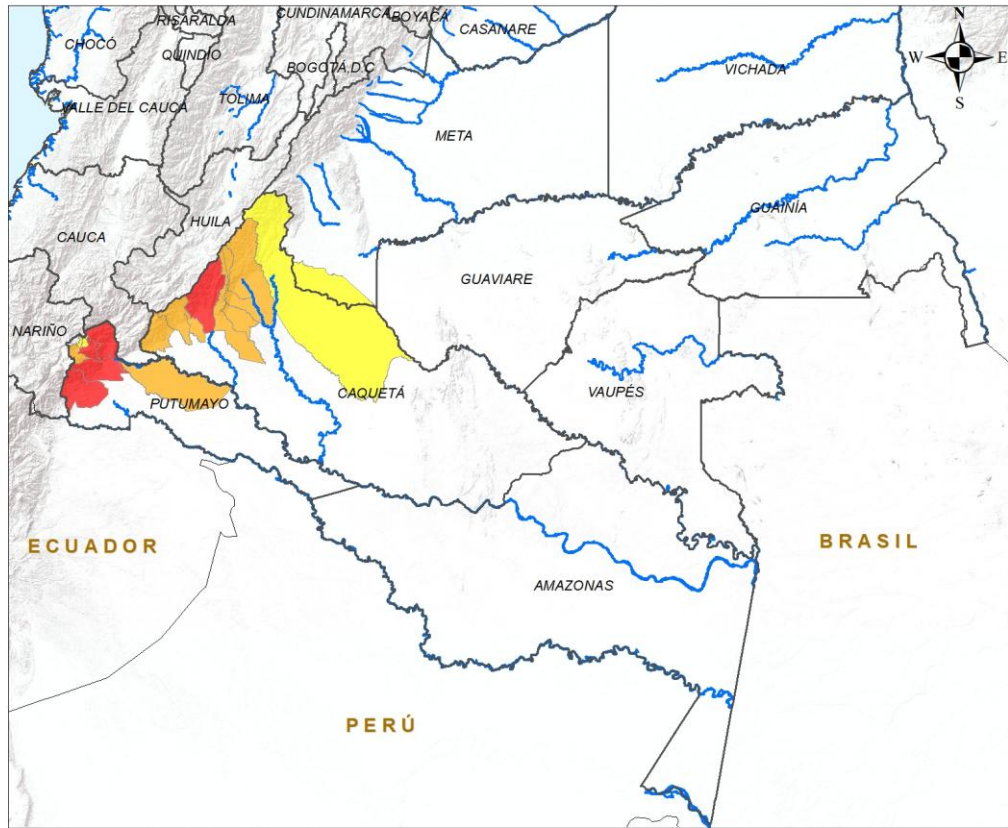 CUNDINAMARCA
BOYACÁ
RISARALDA
CASANARE
N
CHOCÓ
QUINDÍO
W
E
BOGOTÁ D.C
VICHADA
TOLIMA
S
VALLE DEL CAUCA
META
GUAINÍA
HUILA
CAUCA
GUAVIARE
NARIÑO
VAUPÉS
CAQUETÁ
PUTUMAYO
ECUADOR
BRASIL
AMAZONAS
PERÚ